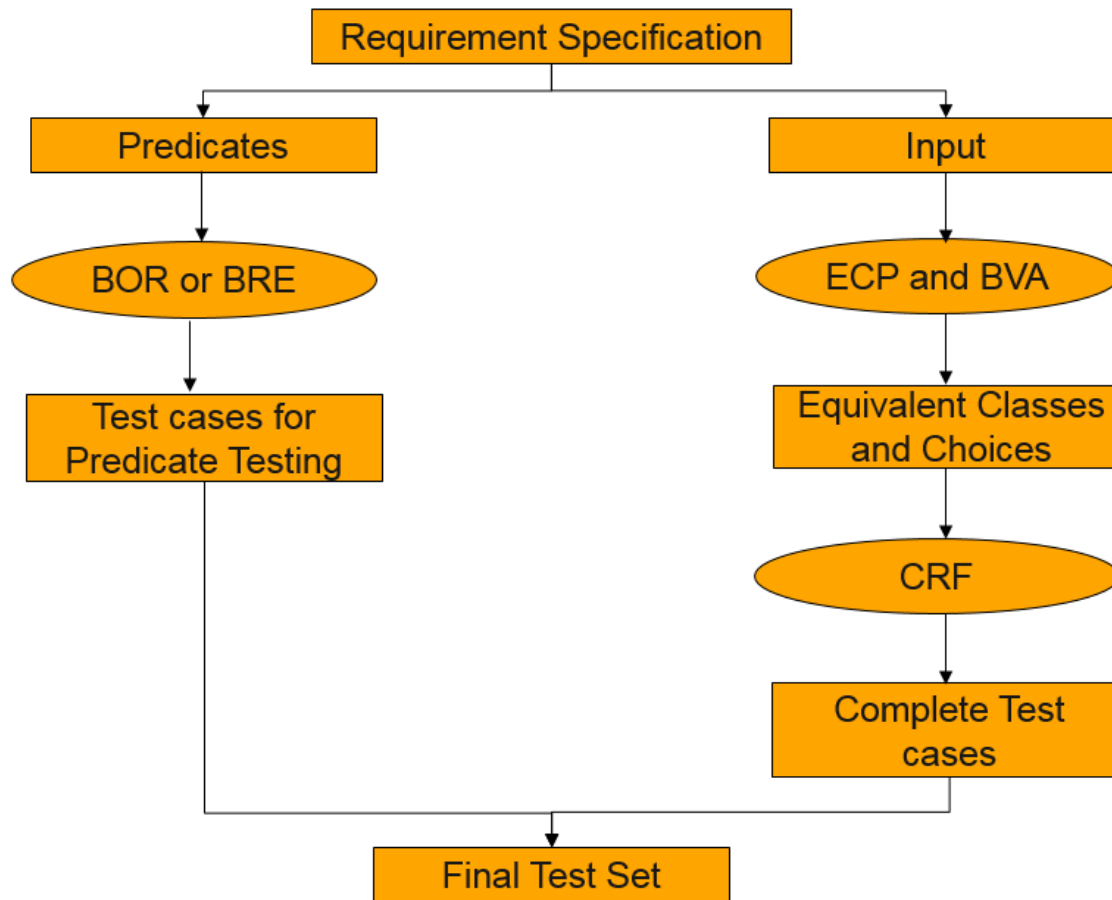 Requirement Specification
Predicates
Input
BOR or BRE
ECP and BVA
Test cases for
Predicate Testing
Equivalent Classes
and Choices
CRF
Complete Test
cases
Final Test Set